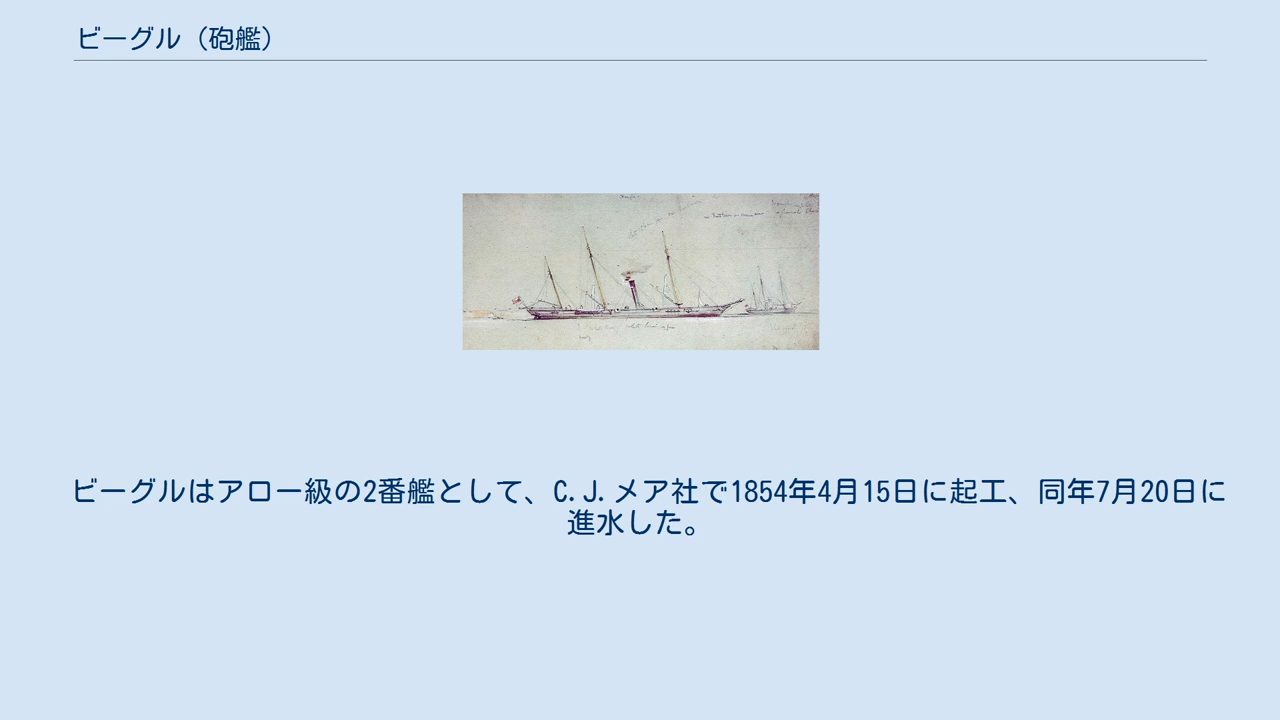 ビーグル（砲艦）
ビーグルはアロー級の2番艦として、C.J.メア社で1854年4月15日に起工、同年7月20日に
進水した。